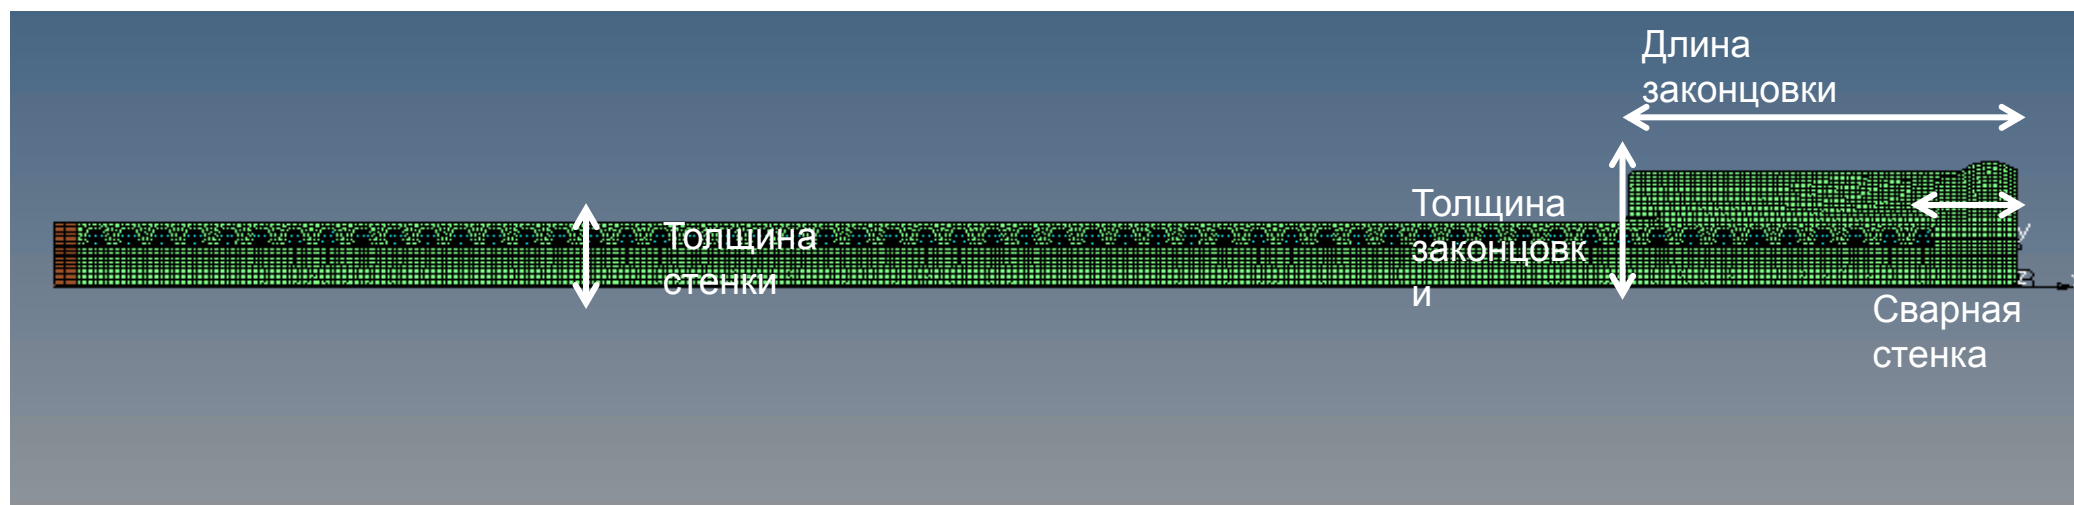 Длина
законцовки
Толщина
законцовк
и
Толщина
стенки
y
z
Сварная
стенка